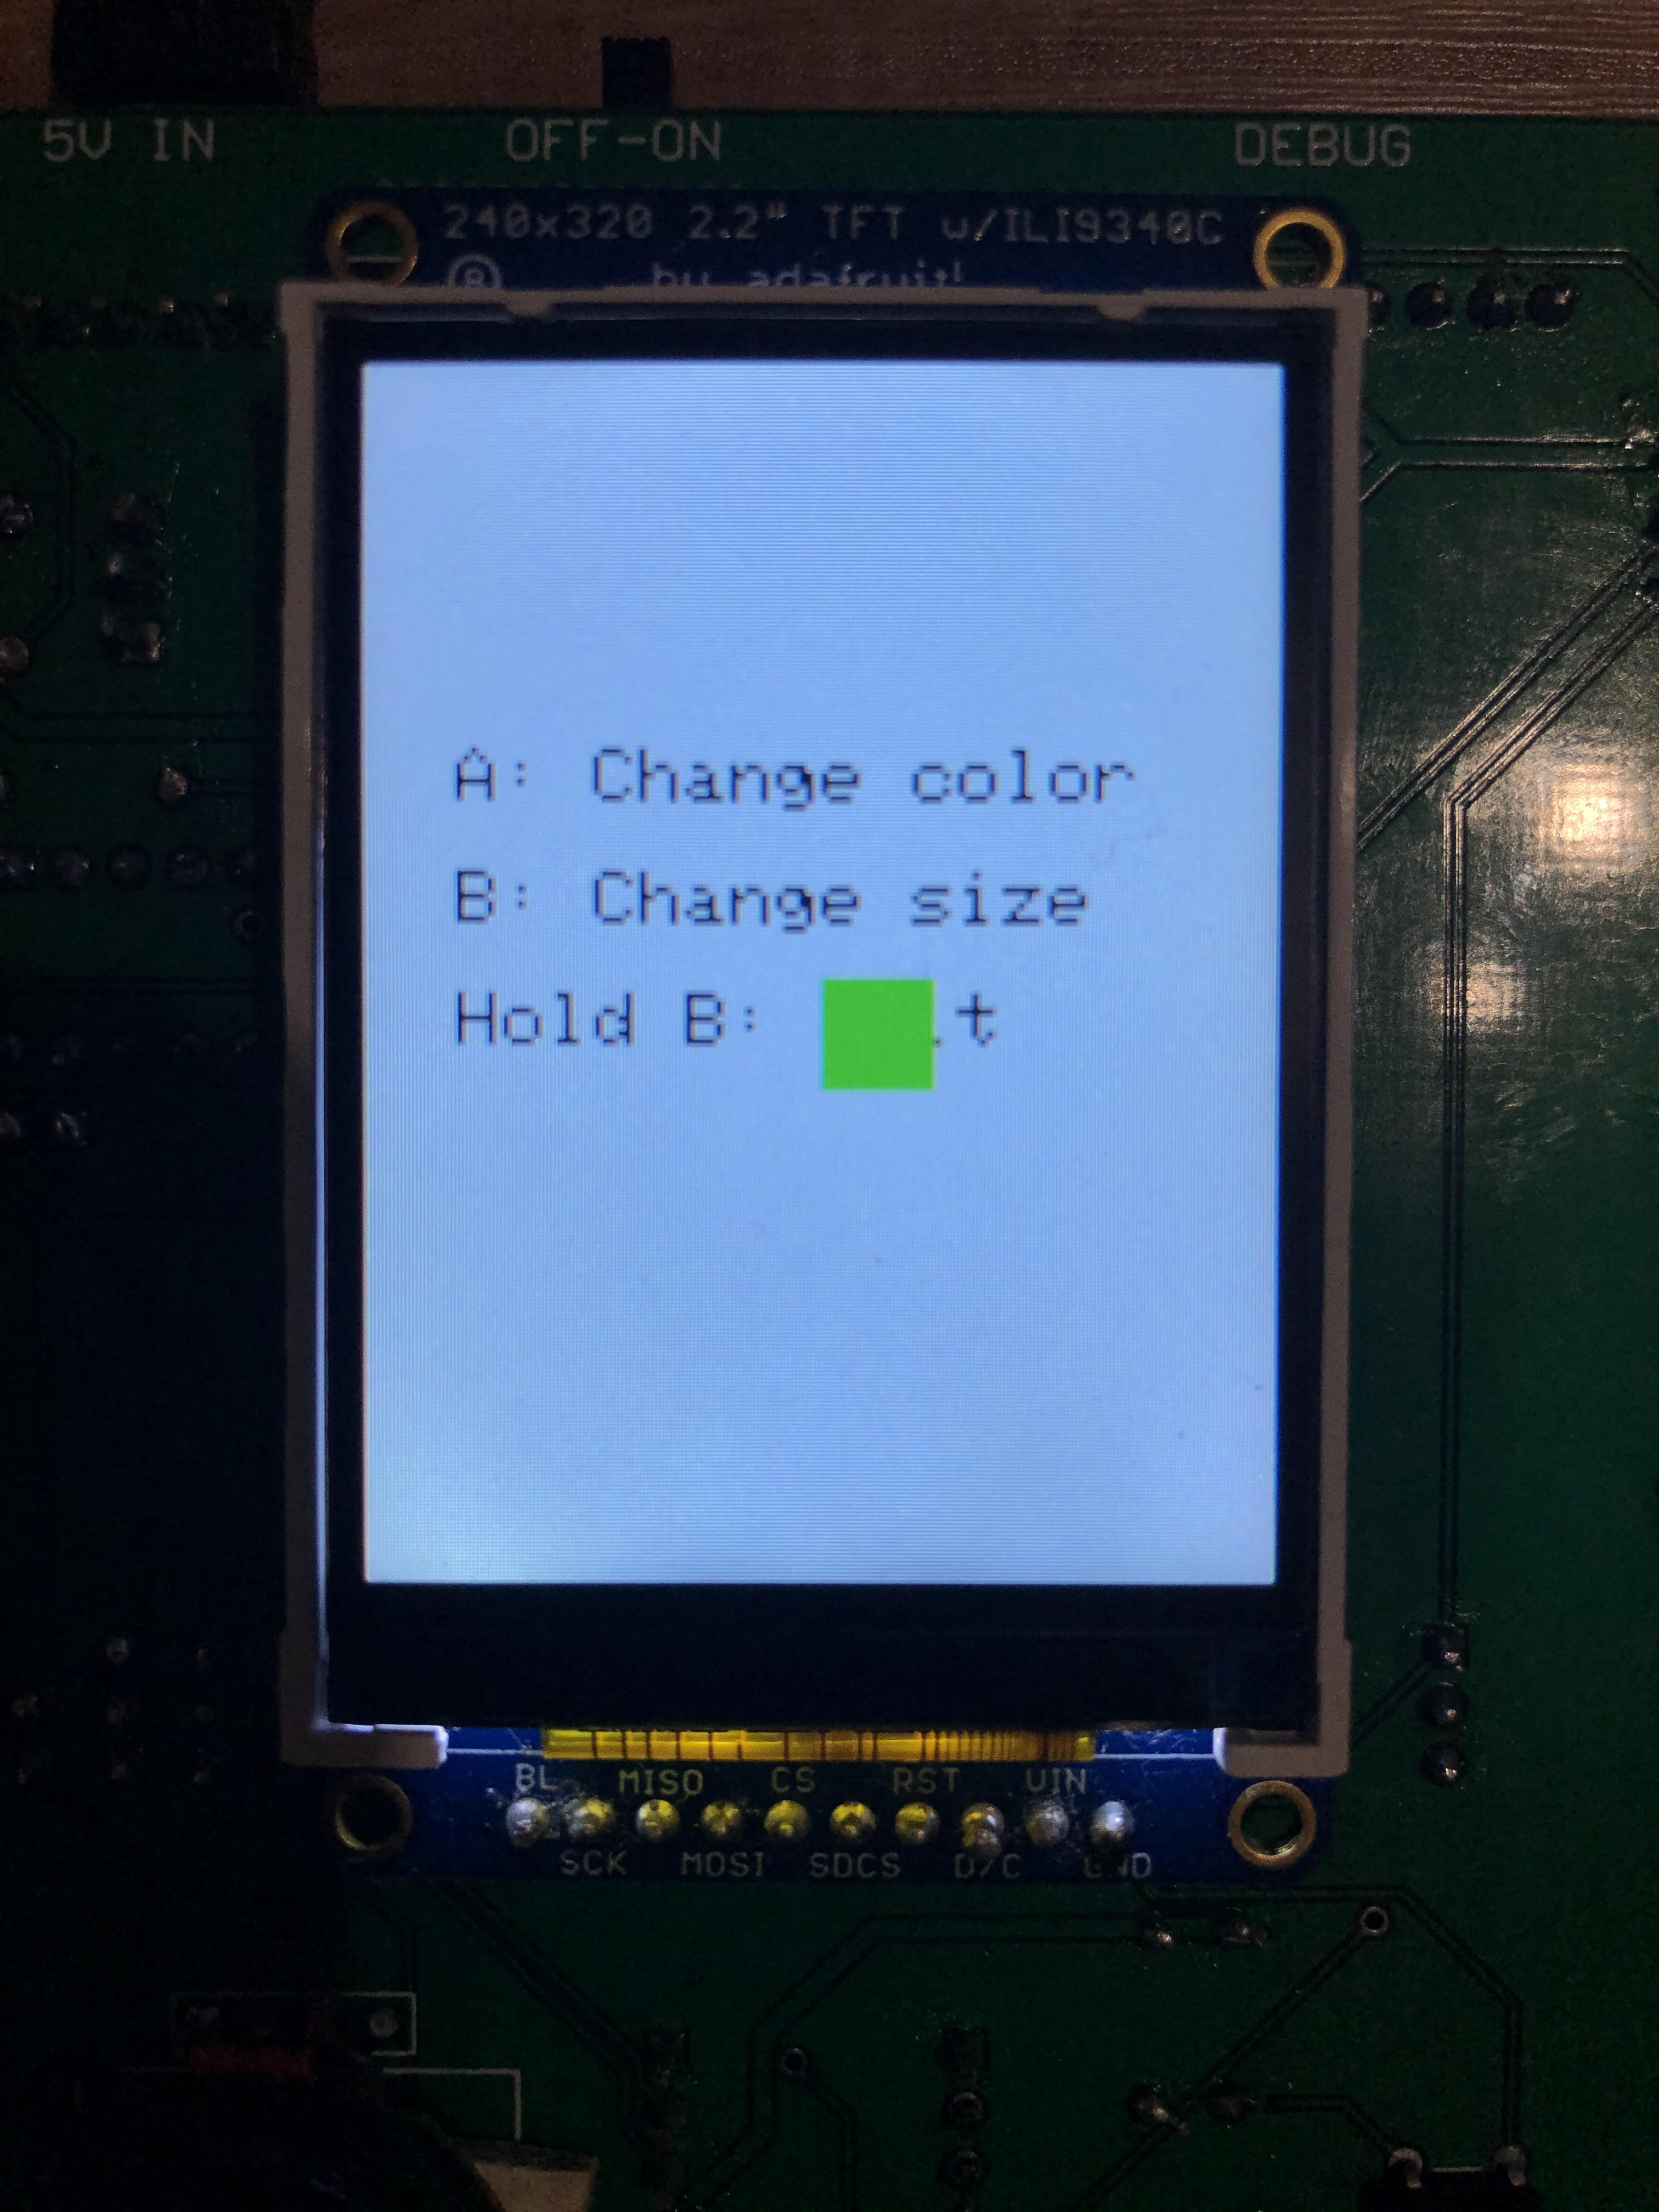 5V IN
OFF-ON
DEBUG
240x320 2.2" TFT w/ILI9340C
by adafruit!
A: Change color
B: Change size
Hold B:
BL MISO CS RST VIN
SCK MOSI SDCS D/C GND